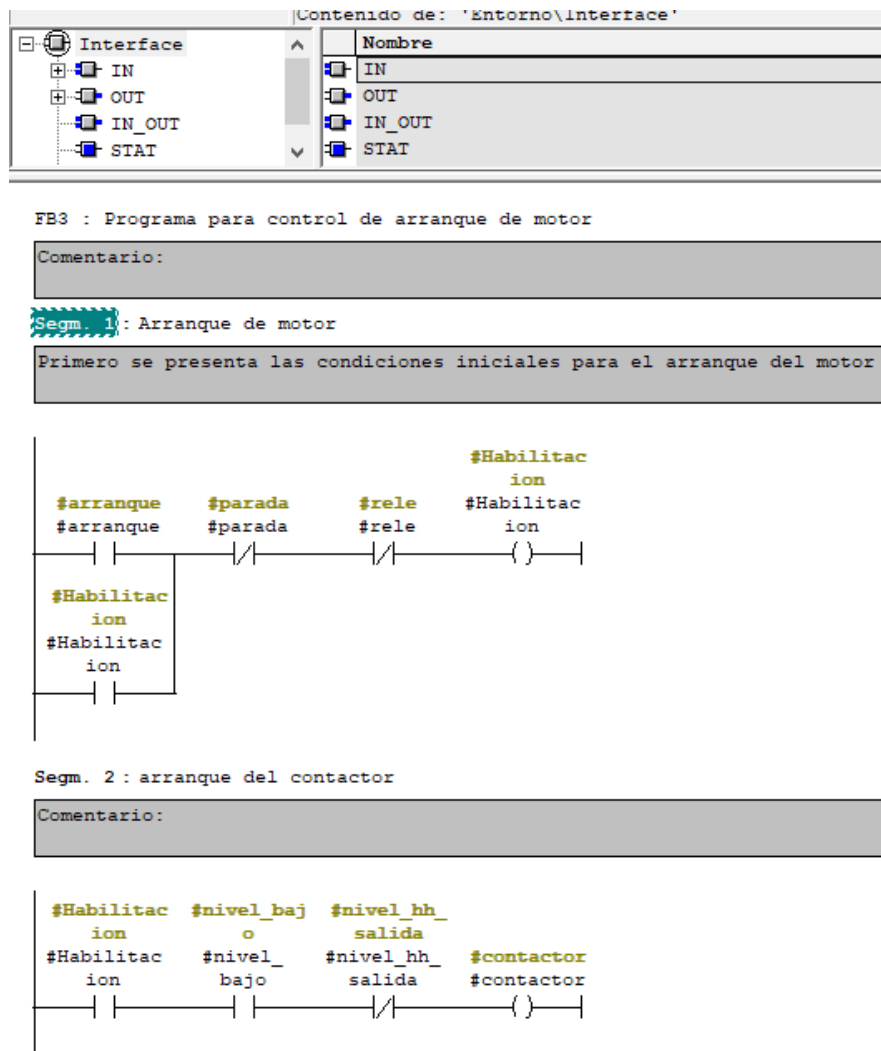 Contenido de: 'Entorno\Interface'
Interface
Nombre
IN
IN
OUT
OUT
IN_OUT
IN_OUT
STAT
STAT
FB3 : Programa para control de arranque de motor
Comentario:
Segm. 1: Arranque de motor
Primero se presenta las condiciones iniciales para el arranque del motor
#Habilitac
ion
#arranque #parada #rele #Habilitac
#arranque #parada #rele ion
#Habilitac
ion
#Habilitac
ion
Segm. 2 : arranque del contactor
Comentario:
#Habilitac #nivel_baj #nivel_hh_
ion o salida
#Habilitac #nivel_ #nivel_hh_ #contactor
ion bajo salida #contactor